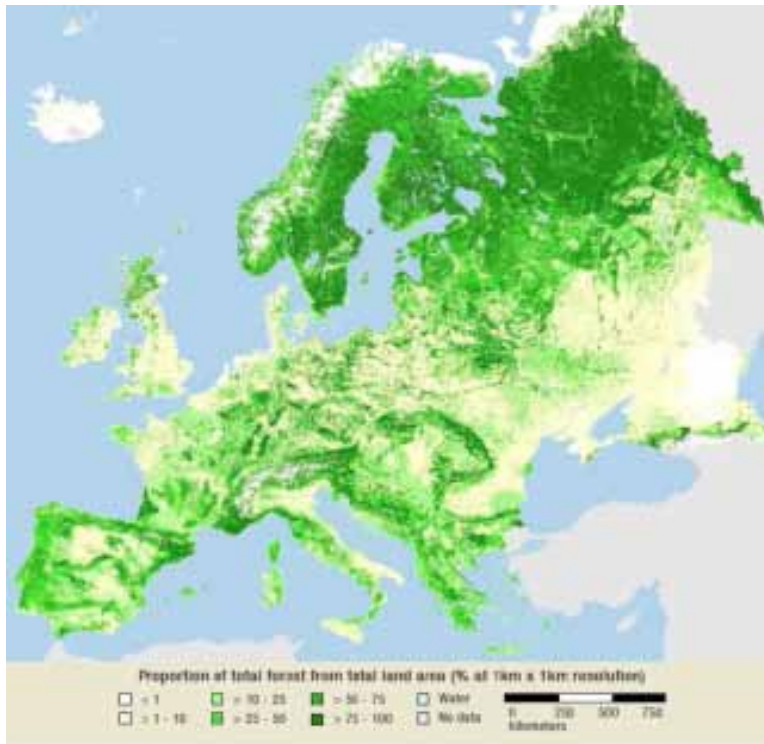 Proportion of total forest from total land area (% at 1km x 1km resolution)
< 1 > 10 - 25 > 50 - 75 Water
> 1 - 10 > 25 - 50 > 75 - 100 No data
0 250 500 750
kilometers